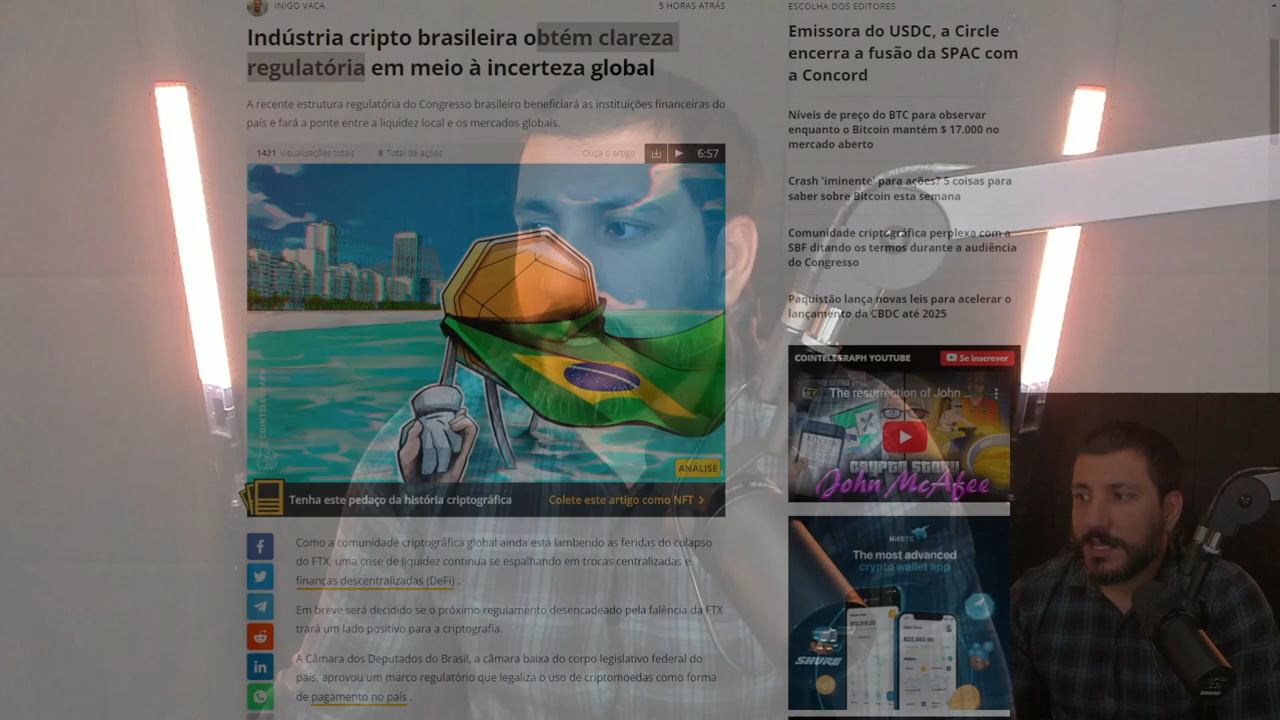 INIGO VACA
5 HORAS ATRÁS
Indústria cripto brasileira obtém clareza
regulatória em meio à incerteza global
A recente estrutura regulatória do Congresso brasileiro beneficiará as instituições financeiras do
país e fará a ponte entre a liquidez local e os mercados globais.
1421 Visualizações totais
8 Total de ações
Ouça o artigo
6:57
COINTELEGRAPH
ANÁLISE
Tenha este pedaço da história criptográfica
Colete este artigo como NFT >
Como a comunidade criptográfica global ainda está lambendo as feridas do colapso
do FTX, uma crise de liquidez continua se espalhando em trocas centralizadas e
finanças descentralizadas (DeFi) .
Em breve será decidido se o próximo regulamento desencadeado pela falência da FTX
trará um lado positivo para a criptografia.
A Câmara dos Deputados do Brasil, a câmara baixa do corpo legislativo federal do
país, aprovou um marco regulatório que legaliza o uso de criptomoedas como forma
de pagamento no país .
ESCOLHA DOS EDITORES
Emissora do USDC, a Circle
encerra a fusão da SPAC com
a Concord
Níveis de preço do BTC para observar
enquanto o Bitcoin mantém $ 17.000 no
mercado aberto
Crash 'iminente' para ações? 5 coisas para
saber sobre Bitcoin esta semana
Comunidade criptográfica perplexa com a
SBF ditando os termos durante a audiência
do Congresso
Paquistão lança novas leis para acelerar o
lançamento da CBDC até 2025
COINTELEGRAPH YOUTUBE
Se inscrever
The resurrection of John ...
BITCOIN
CRYPTO STORY
John McAfee
HitBTC
The most advanced
crypto wallet app
$22,450.00
SHURE
SHURE